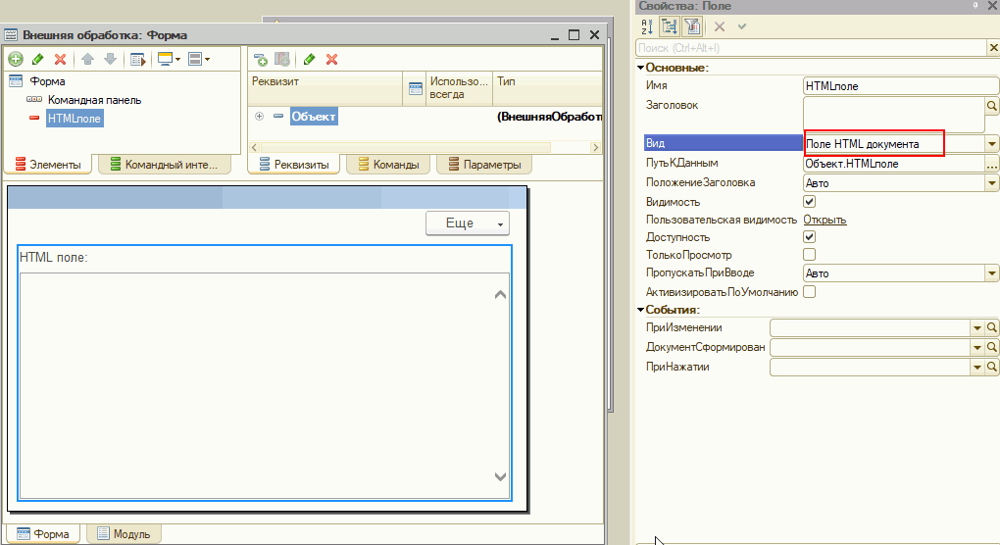 Внешняя обработка: Форма
Форма
Командная панель
HTMLполе
Элементы
Командный инте...
Реквизит
Использо...
всегда
Тип
Объект
(ВнешняяОбработк
Реквизиты
Команды
Параметры
Еще
HTML поле:
Форма
Модуль
Свойства: Поле
Поиск (Ctrl+Alt+I)
Основные:
Имя
HTMLполе
Заголовок
Вид
Поле HTML документа
ПутьКДанным
Объект.HTMLполе
ПоложениеЗаголовка
Авто
Видимость
Пользовательская видимость
Открыть
Доступность
ТолькоПросмотр
ПропускатьПриВводе
Авто
АктивизироватьПоУмолчанию
События:
ПриИзменении
ДокументСформирован
ПриНажатии